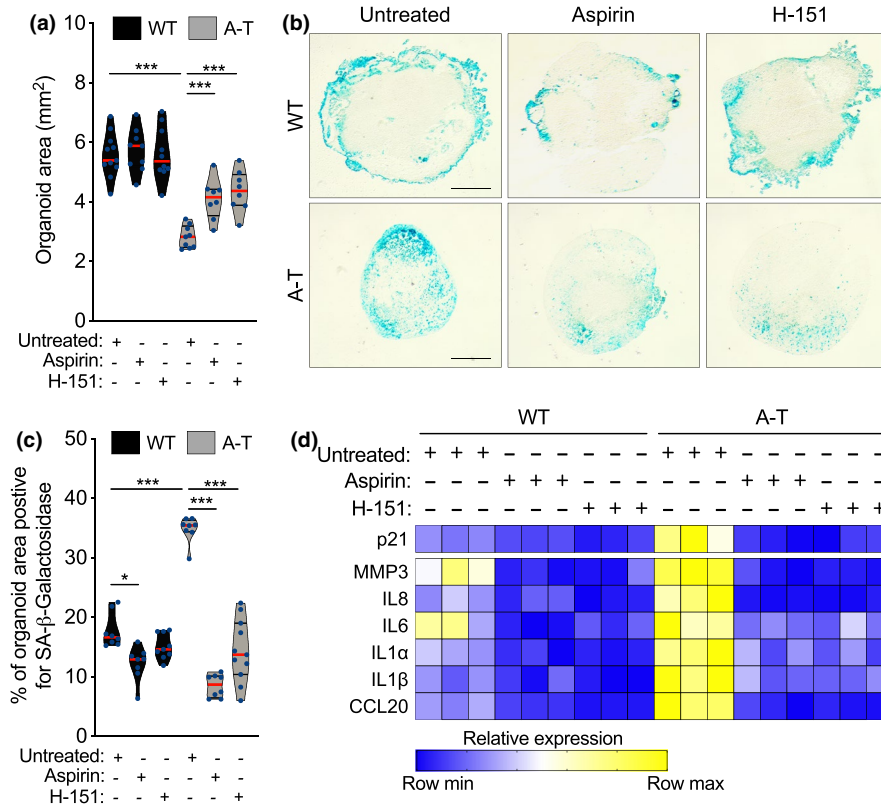 (a)
WT A-T
Organoid area (mm2)
10
8
6
4
2
0
*** *** ***
Untreated: + - - + - -
Aspirin: - + - - + -
H-151: - - + - - +
(b)
Untreated Aspirin H-151
WT
A-T
(c)
WT A-T
% of organoid area postive
for SA-β-Galactosidase
50
40
30
20
10
0
*** *** ***
*
Untreated: + - - + - -
Aspirin: - + - - + -
H-151: - - + - - +
(d)
WT A-T
Untreated: + + + – – – – – – + + + – – – – – –
Aspirin: – – – + + + – – – – – – + + + – – –
H-151: – – – – – – + + + – – – – – – + + +
p21
MMP3
IL8
IL6
IL1α
IL1β
CCL20
Relative expression
Row min Row max